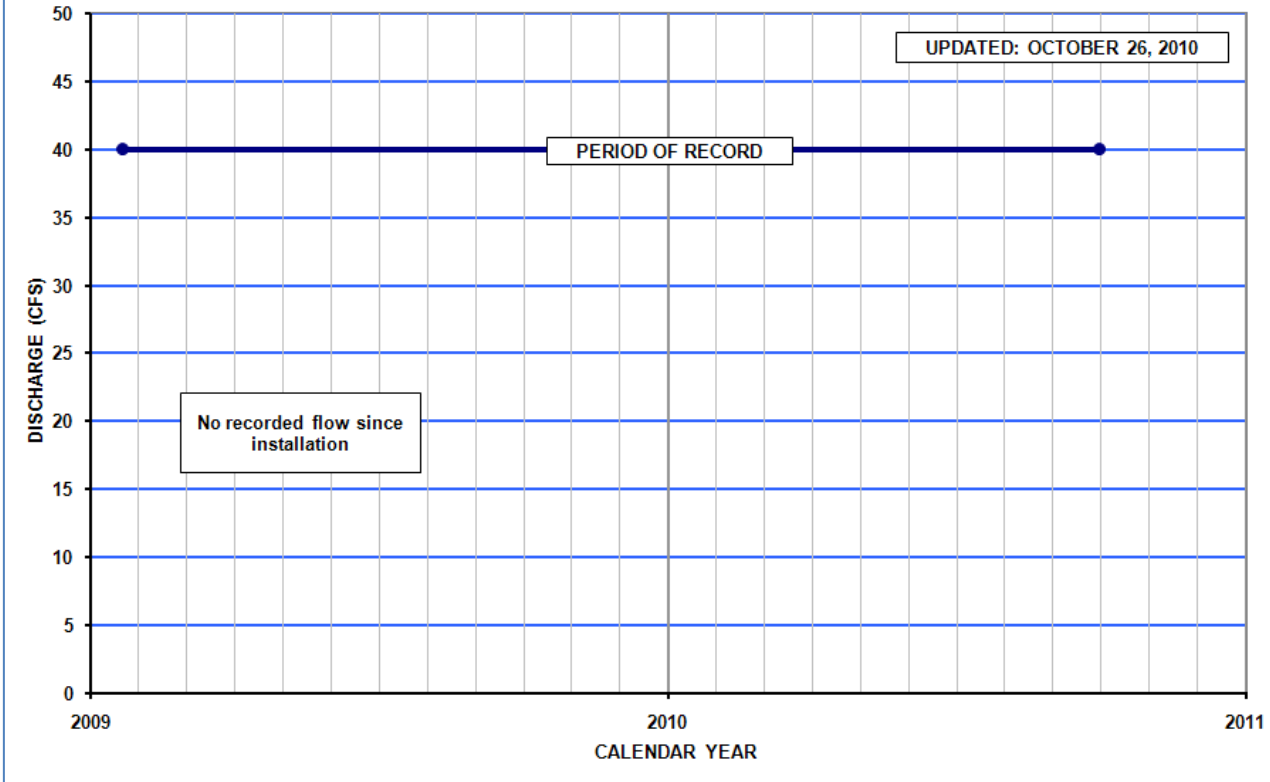 50
UPDATED: OCTOBER 26, 2010
45
40
PERIOD OF RECORD
35
30
DISCHARGE (CFS)
25
20
No recorded flow since
installation
15
10
5
0
2009
2010
2011
CALENDAR YEAR